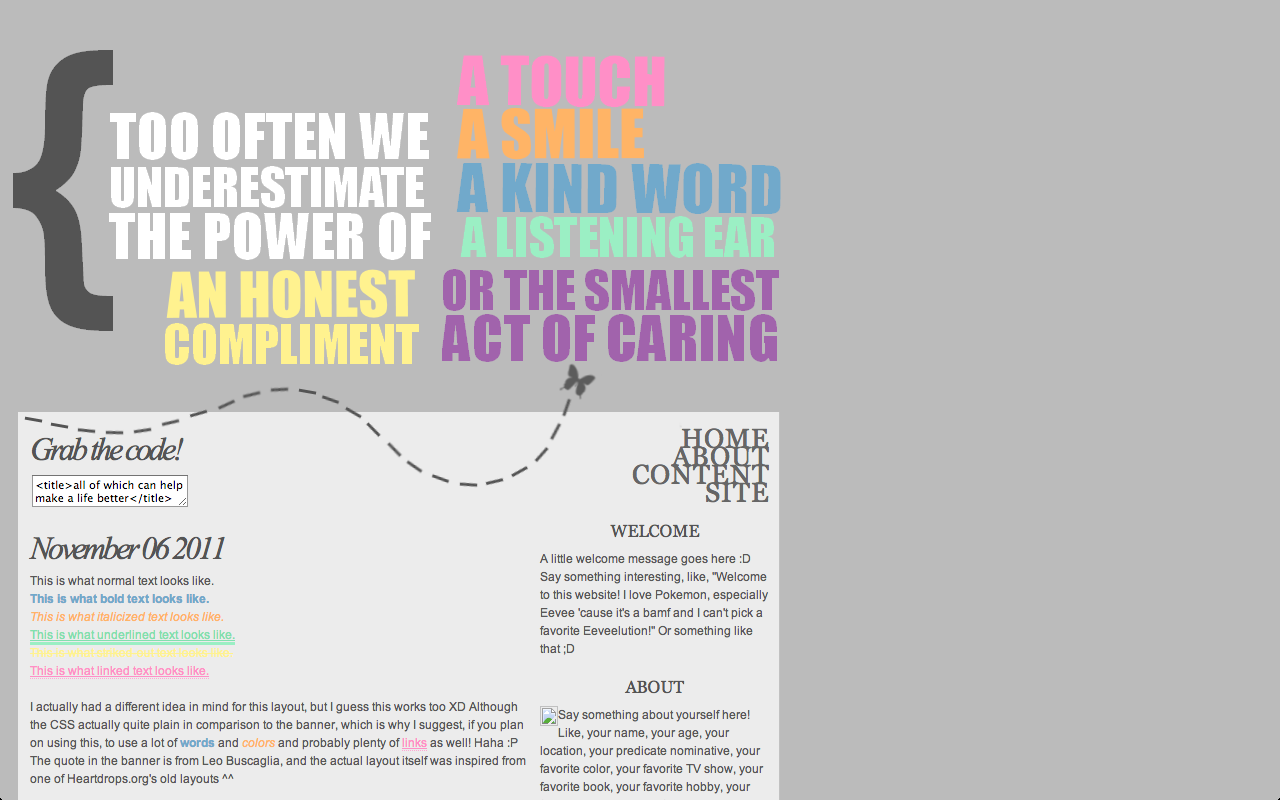 {
TOO OFTEN WE
UNDERESTIMATE
THE POWER OF
A TOUCH
A SMILE
A KIND WORD
A LISTENING EAR
AN HONEST
COMPLIMENT
OR THE SMALLEST
ACT OF CARING
Grab the code!
<title>all of which can help
make a life better</title>
HOME
ABOUT
CONTENT
SITE
November 06 2011
This is what normal text looks like.
This is what bold text looks like.
This is what italicized text looks like.
This is what underlined text looks like.
This is what linked text looks like.
I actually had a different idea in mind for this layout, but I guess this works too XD Although
the CSS actually quite plain in comparison to the banner, which is why I suggest, if you plan
on using this, to use a lot of words and colors and probably plenty of links as well! Haha :P
The quote in the banner is from Leo Buscaglia, and the actual layout itself was inspired from
one of Heartdrops.org's old layouts ^^
WELCOME
A little welcome message goes here :D
Say something interesting, like, "Welcome
to this website! I love Pokemon, especially
Eevee 'cause it's a bamf and I can't pick a
favorite Eeveelution!" Or something like
that ;D
ABOUT
Say something about yourself here!
Like, your name, your age, your
location, your predicate nominative, your
favorite color, your favorite TV show, your
favorite book, your favorite hobby, your